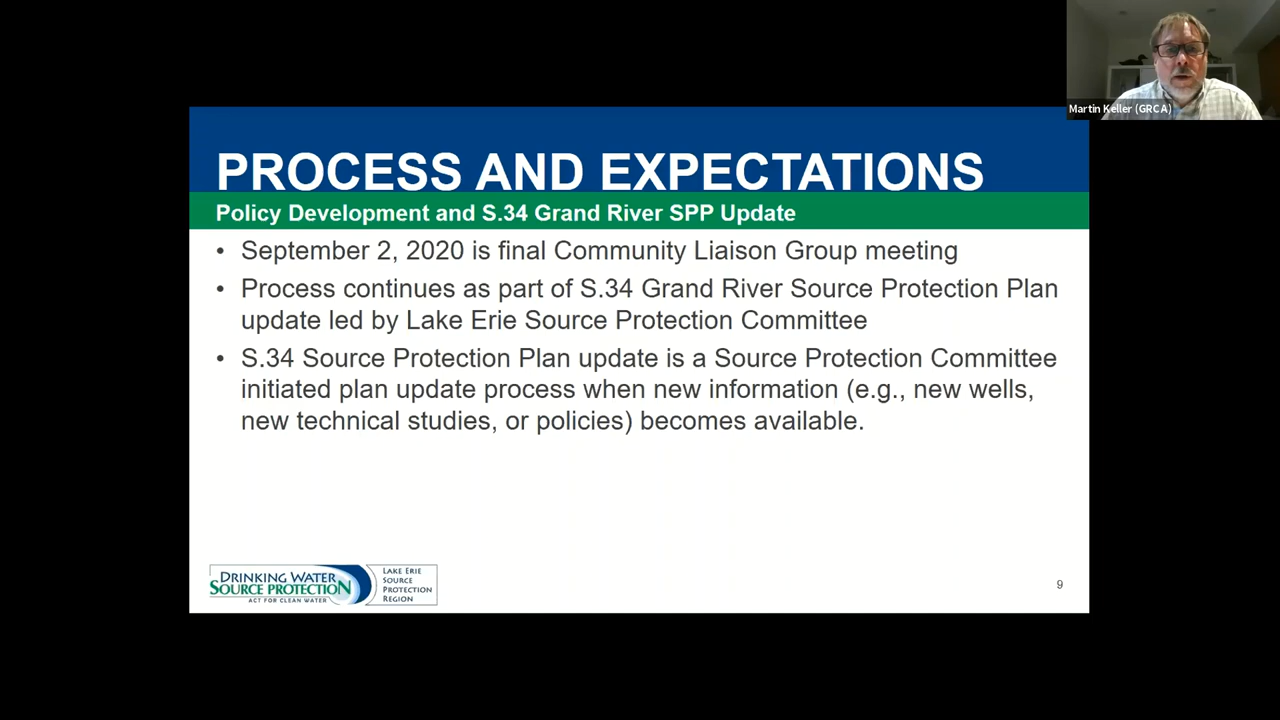 Martin Keller (GRCA)
PROCESS AND EXPECTATIONS
Policy Development and S.34 Grand River SPP Update
• September 2, 2020 is final Community Liaison Group meeting
• Process continues as part of S.34 Grand River Source Protection Plan
update led by Lake Erie Source Protection Committee
• S.34 Source Protection Plan update is a Source Protection Committee
initiated plan update process when new information (e.g., new wells,
new technical studies, or policies) becomes available.
DRINKING WATER
SOURCE PROTECTION
ACT FOR CLEAN WATER
LAKE ERIE
SOURCE
PROTECTION
REGION
9